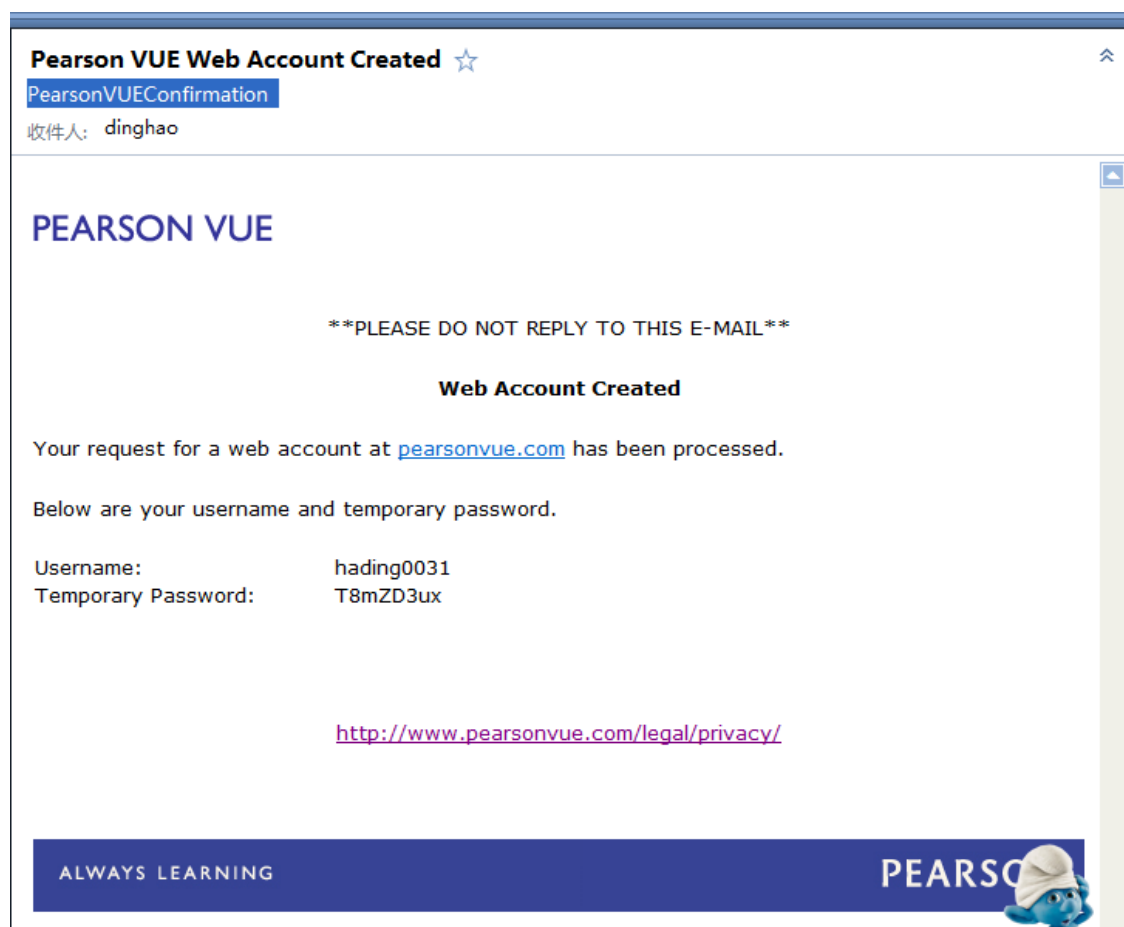 Pearson VUE Web Account Created
PearsonVUEConfirmation
收件人: dinghao
PEARSON VUE
**PLEASE DO NOT REPLY TO THIS E-MAIL**
Web Account Created
Your request for a web account at pearsonvue.com has been processed.
Below are your username and temporary password.
Username: hading0031
Temporary Password: T8mZD3ux
http://www.pearsonvue.com/legal/privacy/
ALWAYS LEARNING PEARSO